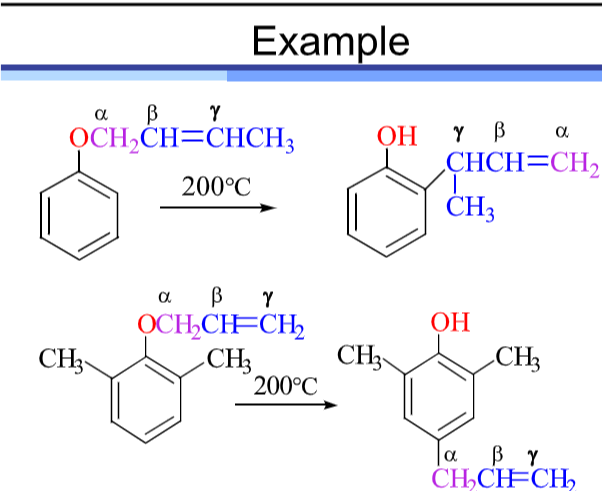 Example
α β γ
OCH₂CH=CHCH₃
200°C
OH γ β α
CHCH=CH₂
CH₃
α β γ
OCH₂CH=CH₂
CH₃ CH₃
200°C
OH
CH₃ CH₃
α β γ
CH₂CH=CH₂